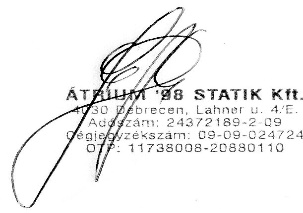 ÁTRIUM '98 STATIK Kft.
4030 Debrecen, Lahner u. 4/E.
Adószám: 24372189-2-09
Cégjegyzékszám: 09-09-024724
OTP: 11738008-20880110